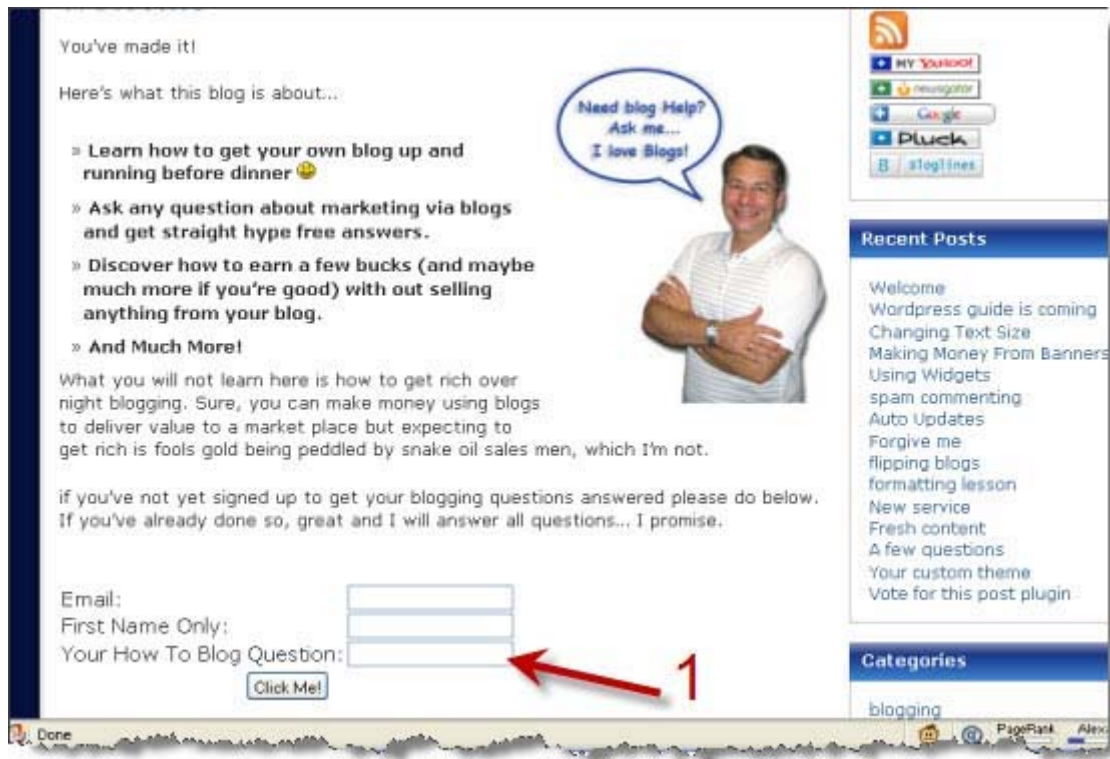 You've made it!
Here's what this blog is about...
» Learn how to get your own blog up and
running before dinner
» Ask any question about marketing via blogs
and get straight hype free answers.
» Discover how to earn a few bucks (and maybe
much more if you're good) with out selling
anything from your blog.
» And Much More!
What you will not learn here is how to get rich over
night blogging. Sure, you can make money using blogs
to deliver value to a market place but expecting to
get rich is fools gold being peddled by snake oil sales men, which I'm not.
if you've not yet signed up to get your blogging questions answered please do below.
If you've already done so, great and I will answer all questions... I promise.
Email:
First Name Only:
Your How To Blog Question:
Click Me!
1
Need blog Help?
Ask me...
I love Blogs!
MY YAHOO!
newsgator
Google
Pluck
B Bloglines
Recent Posts
Welcome
Wordpress guide is coming
Changing Text Size
Making Money From Banners
Using Widgets
spam commenting
Auto Updates
Forgive me
flipping blogs
formatting lesson
New service
Fresh content
A few questions
Your custom theme
Vote for this post plugin
Categories
blogging
Done
PageRank